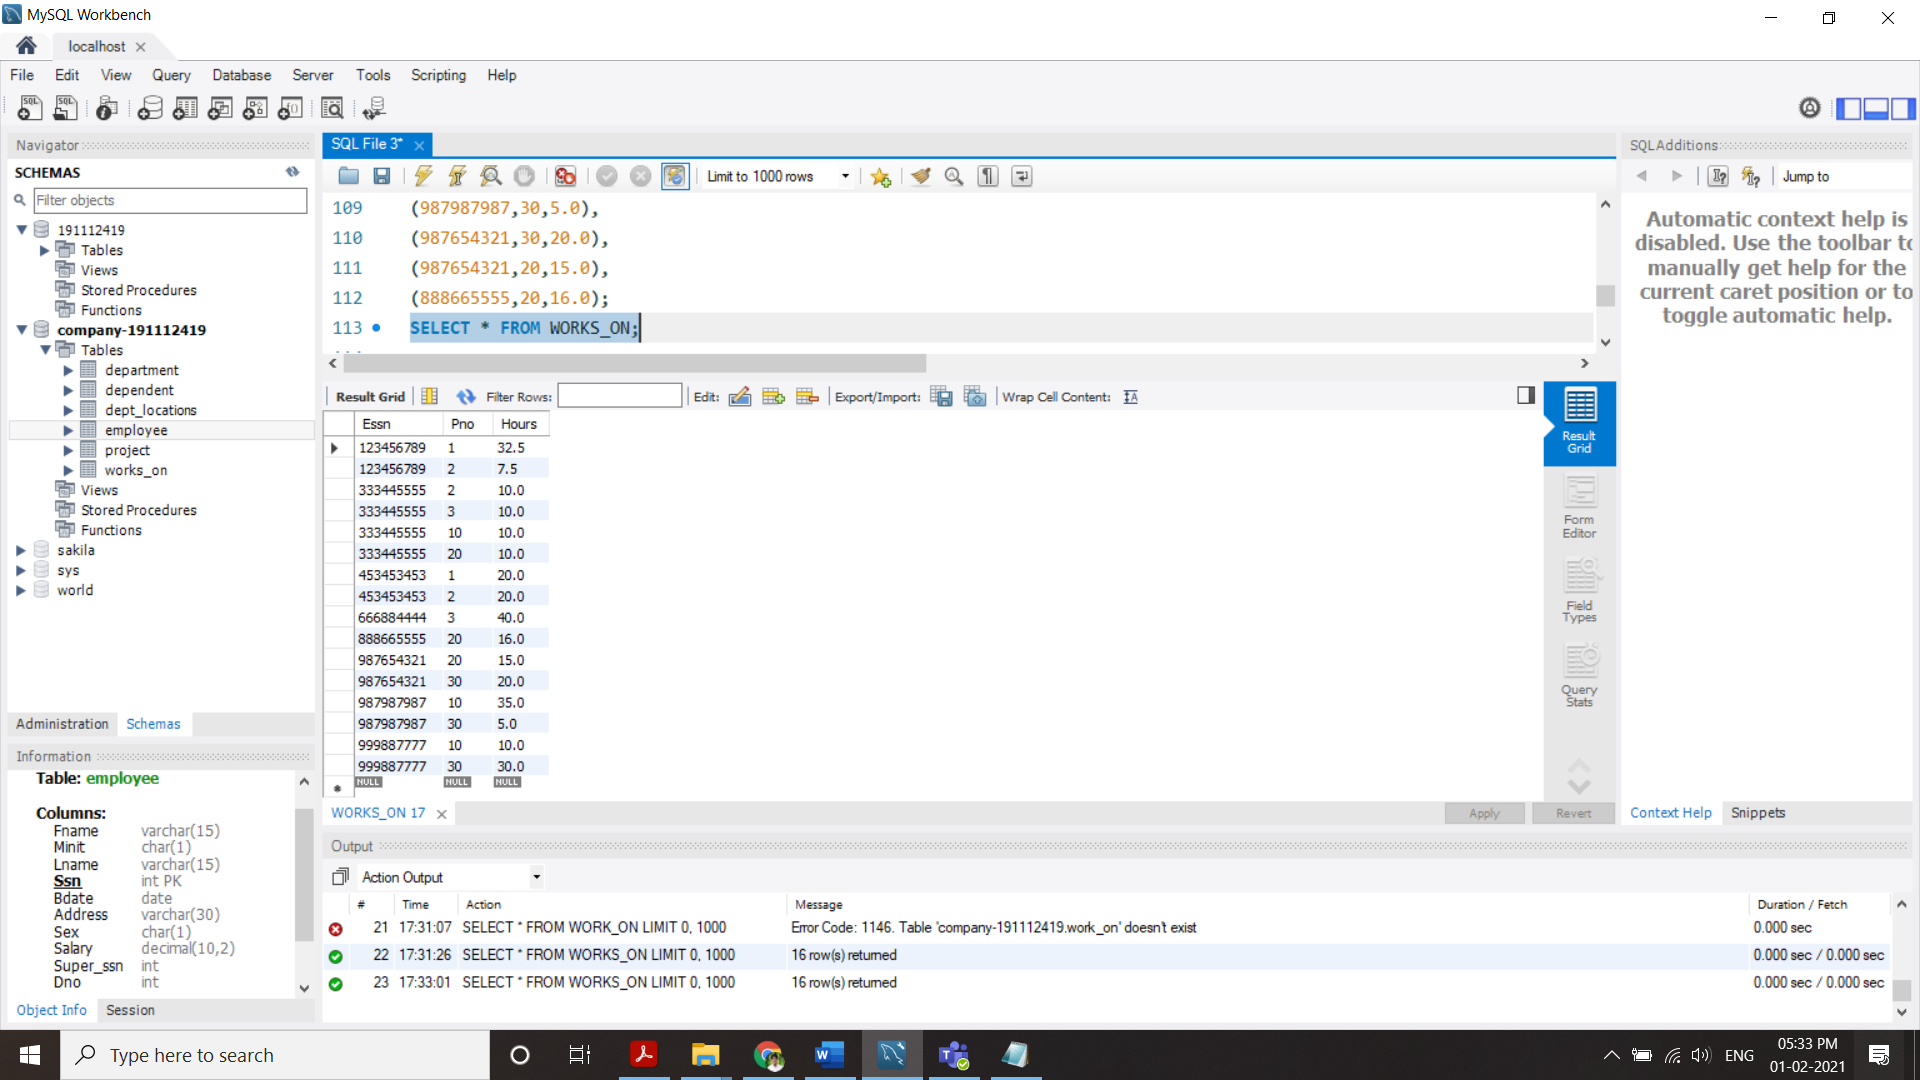 MySQL Workbench
localhost
File Edit View Query Database Server Tools Scripting Help
Navigator
SCHEMAS
Filter objects
191112419
Tables
Views
Stored Procedures
Functions
company-191112419
Tables
department
dependent
dept_locations
employee
project
works_on
Views
Stored Procedures
Functions
sakila
sys
world
Administration Schemas
Information
Table: employee
Columns:
Fname varchar(15)
Minit char(1)
Lname varchar(15)
Ssn int PK
Bdate date
Address varchar(30)
Sex char(1)
Salary decimal(10,2)
Super_ssn int
Dno int
Object Info Session
SQL File 3*
Limit to 1000 rows
109 (987987987,30,5.0),
110 (987654321,30,20.0),
111 (987654321,20,15.0),
112 (888665555,20,16.0);
113 SELECT * FROM WORKS_ON;
Result Grid Filter Rows: Edit: Export/Import: Wrap Cell Content:
Essn Pno Hours
123456789 1 32.5
123456789 2 7.5
333445555 2 10.0
333445555 3 10.0
333445555 10 10.0
333445555 20 10.0
453453453 1 20.0
453453453 2 20.0
666884444 3 40.0
888665555 20 16.0
987654321 20 15.0
987654321 30 20.0
987987987 10 35.0
987987987 30 5.0
999887777 10 10.0
999887777 30 30.0
NULL NULL NULL
Result
Grid
Form
Editor
Field
Types
Query
Stats
WORKS_ON 17
Apply Revert
Output
Action Output
# Time Action Message Duration / Fetch
21 17:31:07 SELECT * FROM WORK_ON LIMIT 0, 1000 Error Code: 1146. Table 'company-191112419.work_on' doesn't exist 0.000 sec
22 17:31:26 SELECT * FROM WORKS_ON LIMIT 0, 1000 16 row(s) returned 0.000 sec / 0.000 sec
23 17:33:01 SELECT * FROM WORKS_ON LIMIT 0, 1000 16 row(s) returned 0.000 sec / 0.000 sec
SQLAdditions
Jump to
Automatic context help is
disabled. Use the toolbar to
manually get help for the
current caret position or to
toggle automatic help.
Context Help Snippets
Type here to search
ENG
05:33 PM
01-02-2021